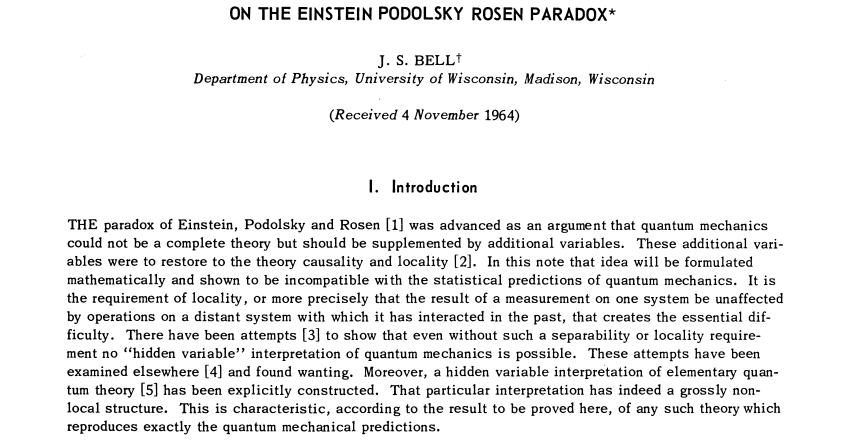 ON THE EINSTEIN PODOLSKY ROSEN PARADOX*
J. S. BELL†
Department of Physics, University of Wisconsin, Madison, Wisconsin
(Received 4 November 1964)
I. Introduction
THE paradox of Einstein, Podolsky and Rosen [1] was advanced as an argument that quantum mechanics
could not be a complete theory but should be supplemented by additional variables. These additional vari-
ables were to restore to the theory causality and locality [2]. In this note that idea will be formulated
mathematically and shown to be incompatible with the statistical predictions of quantum mechanics. It is
the requirement of locality, or more precisely that the result of a measurement on one system be unaffected
by operations on a distant system with which it has interacted in the past, that creates the essential dif-
ficulty. There have been attempts [3] to show that even without such a separability or locality require-
ment no “hidden variable” interpretation of quantum mechanics is possible. These attempts have been
examined elsewhere [4] and found wanting. Moreover, a hidden variable interpretation of elementary quan-
tum theory [5] has been explicitly constructed. That particular interpretation has indeed a grossly non-
local structure. This is characteristic, according to the result to be proved here, of any such theory which
reproduces exactly the quantum mechanical predictions.